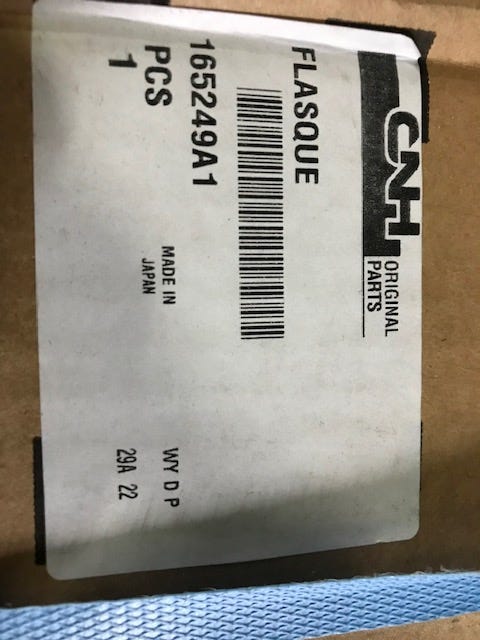 CNH ORIGINAL
PARTS
FLASQUE
165249A1
PCS
1
MADE IN
JAPAN
WY D P
29A 22